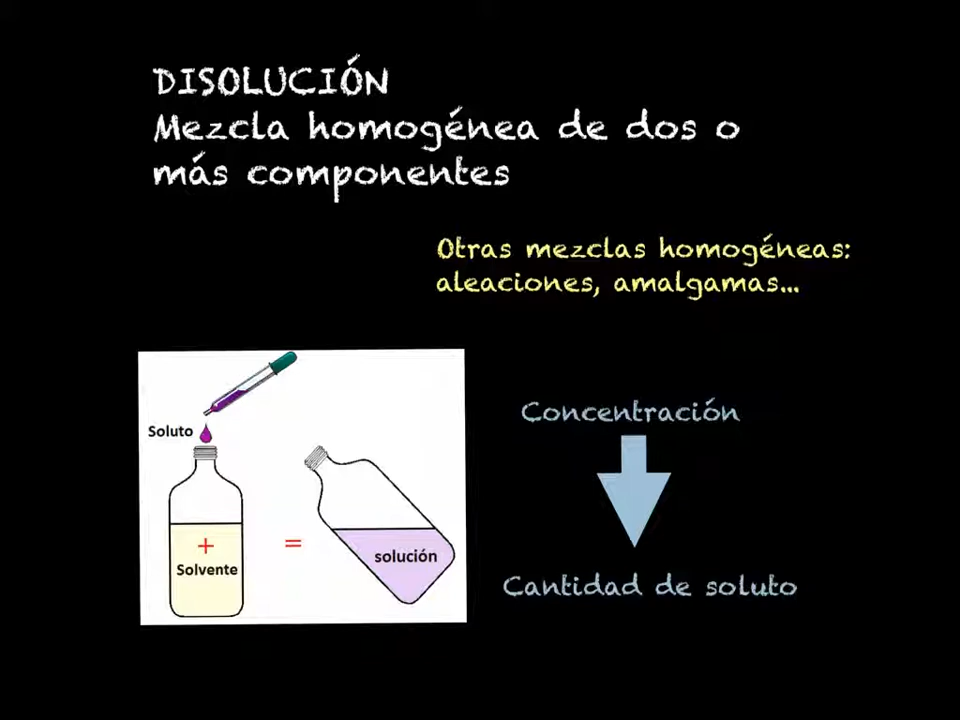 DISOLUCIÓN
Mezcla homogénea de dos o
más componentes
Otras mezclas homogéneas:
aleaciones, amalgamas...
Soluto
+
Solvente
=
solución
Concentración
Cantidad de soluto